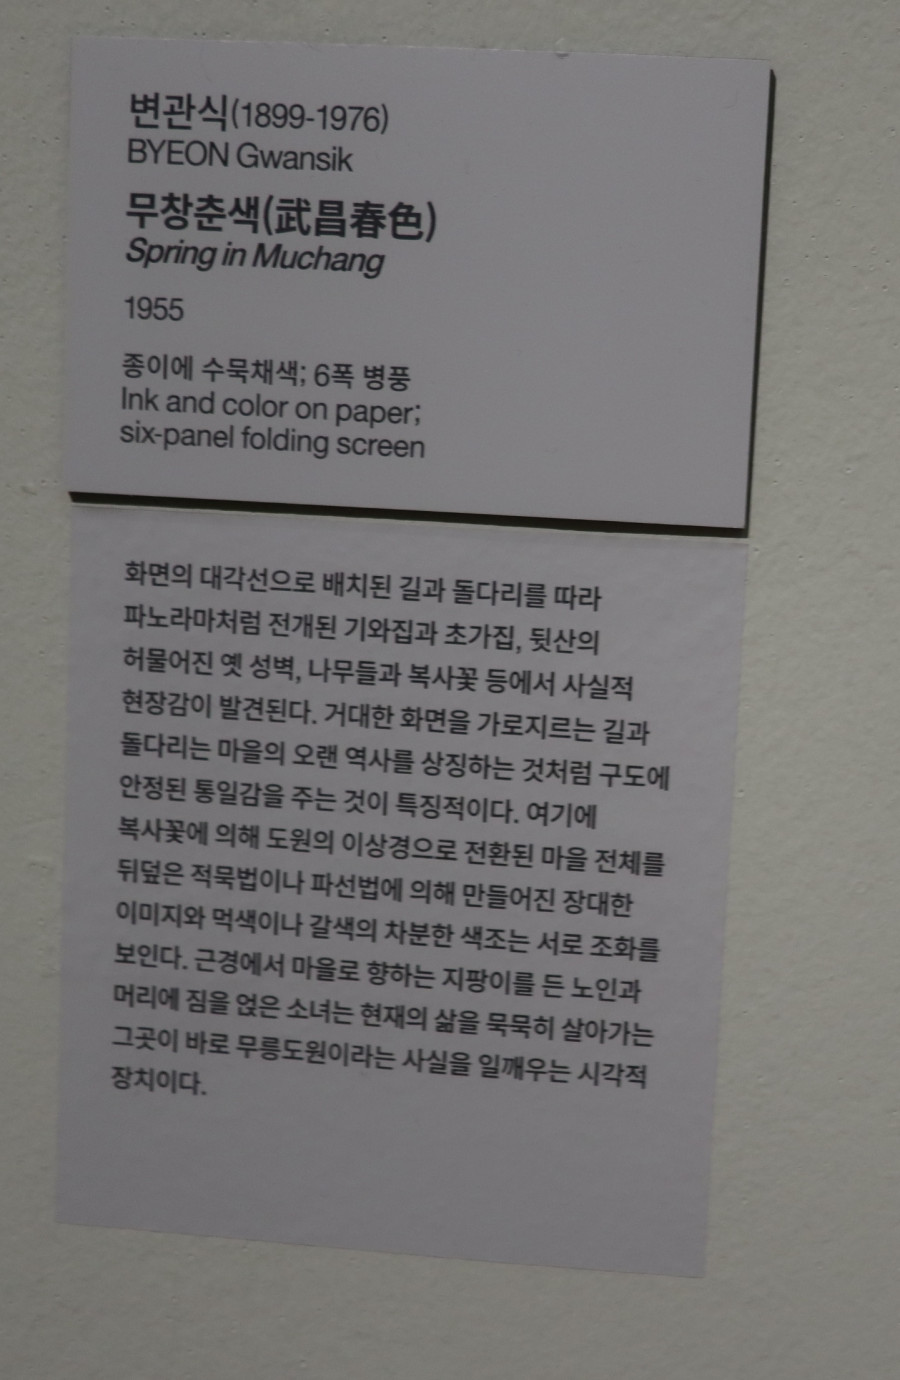 변관식(1899-1976)
BYEON Gwansik
무창춘색(武昌春色)
Spring in Muchang
1955
종이에 수묵채색; 6폭 병풍
Ink and color on paper;
six-panel folding screen
화면의 대각선으로 배치된 길과 돌다리를 따라
파노라마처럼 전개된 기와집과 초가집, 뒷산의
허물어진 옛 성벽, 나무들과 복사꽃 등에서 사실적
현장감이 발견된다. 거대한 화면을 가로지르는 길과
돌다리는 마을의 오랜 역사를 상징하는 것처럼 구도에
안정된 통일감을 주는 것이 특징적이다. 여기에
복사꽃에 의해 도원의 이상경으로 전환된 마을 전체를
뒤덮은 적묵법이나 파선법에 의해 만들어진 장대한
이미지와 먹색이나 갈색의 차분한 색조는 서로 조화를
보인다. 근경에서 마을로 향하는 지팡이를 든 노인과
머리에 짐을 얹은 소녀는 현재의 삶을 묵묵히 살아가는
그곳이 바로 무릉도원이라는 사실을 일깨우는 시각적
장치이다.